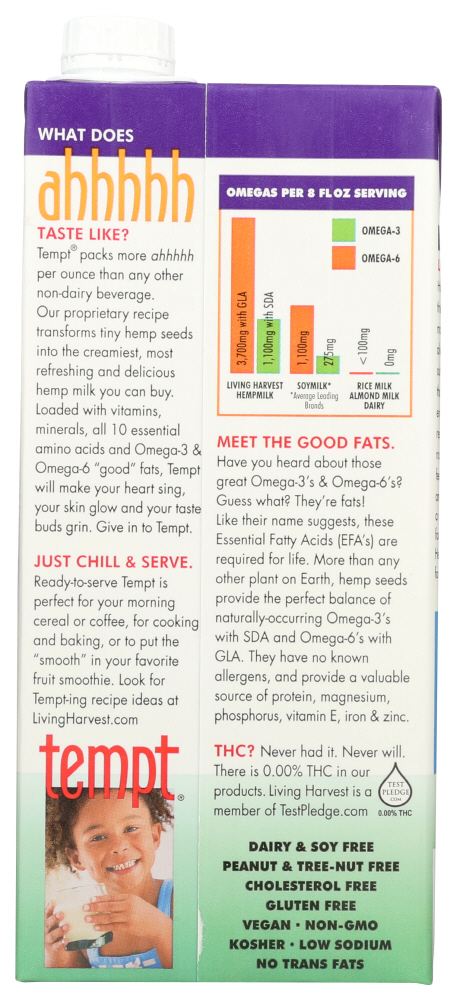 WHAT DOES
ahhhhh
TASTE LIKE?
Tempt® packs more ahhhhh
per ounce than any other
non-dairy beverage.
Our proprietary recipe
transforms tiny hemp seeds
into the creamiest, most
refreshing and delicious
hemp milk you can buy.
Loaded with vitamins,
minerals, all 10 essential
amino acids and Omega-3 &
Omega-6 “good” fats, Tempt
will make your heart sing,
your skin glow and your taste
buds grin. Give in to Tempt.
JUST CHILL & SERVE.
Ready-to-serve Tempt is
perfect for your morning
cereal or coffee, for cooking
and baking, or to put the
“smooth” in your favorite
fruit smoothie. Look for
Tempt-ing recipe ideas at
LivingHarvest.com
tempt®
OMEGAS PER 8 FL OZ SERVING
OMEGA-3
OMEGA-6
3,700mg with GLA
1,100mg with SDA
1,100mg
275mg
<100mg
0mg
LIVING HARVEST
HEMPMILK
SOYMILK*
*Average Leading
Brands
RICE MILK
ALMOND MILK
DAIRY
MEET THE GOOD FATS.
Have you heard about those
great Omega-3’s & Omega-6’s?
Guess what? They’re fats!
Like their name suggests, these
Essential Fatty Acids (EFA’s) are
required for life. More than any
other plant on Earth, hemp seeds
provide the perfect balance of
naturally-occurring Omega-3’s
with SDA and Omega-6’s with
GLA. They have no known
allergens, and provide a valuable
source of protein, magnesium,
phosphorus, vitamin E, iron & zinc.
THC? Never had it. Never will.
There is 0.00% THC in our
products. Living Harvest is a
member of TestPledge.com
TEST
PLEDGE
.COM
0.00% THC
DAIRY & SOY FREE
PEANUT & TREE-NUT FREE
CHOLESTEROL FREE
GLUTEN FREE
VEGAN • NON-GMO
KOSHER • LOW SODIUM
NO TRANS FATS